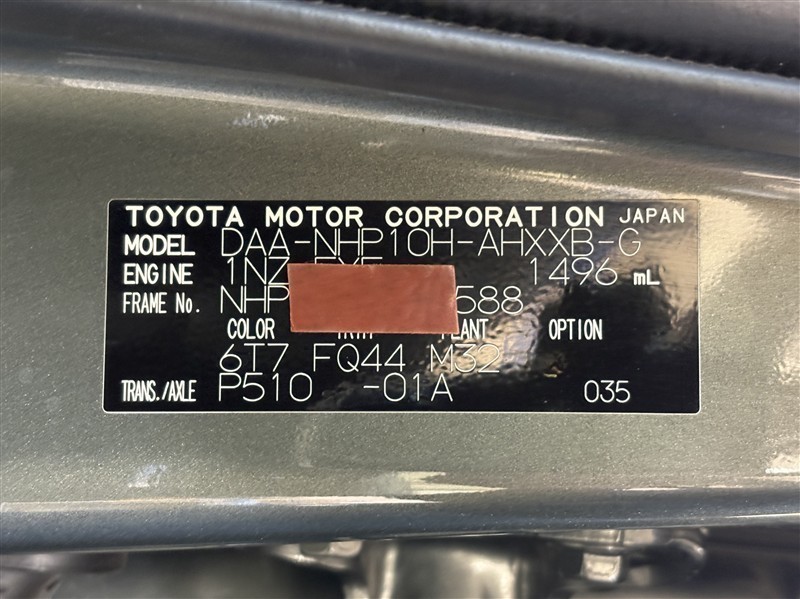 TOYOTA MOTOR CORPORATION JAPAN
MODEL DAA-NHP10H-AHXXB-G
ENGINE 1NZ 1496 mL
FRAME No. NHP 588
COLOR OPTION
6T7 FQ44 M32
TRANS./AXLE P510 -01A 035